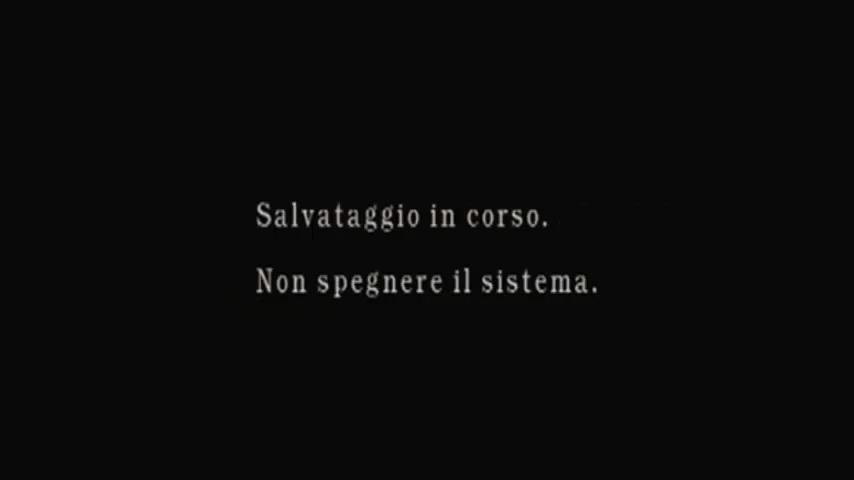 Salvataggio in corso.
Non spegnere il sistema.